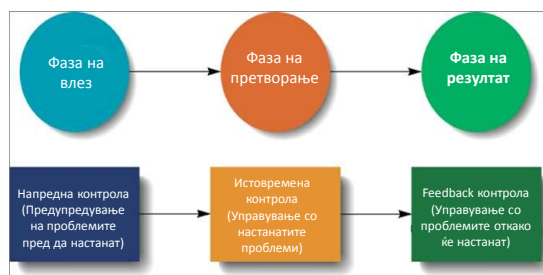 Фаза на
влез
Фаза на
претворање
Фаза на
резултат
Напредна контрола
(Предупредување
на проблемите
пред да настанат)
Истовремена
контрола
(Управување со
настанатите
проблеми)
Feedback контрола
(Управување со
проблемите откако
ќе настанат)